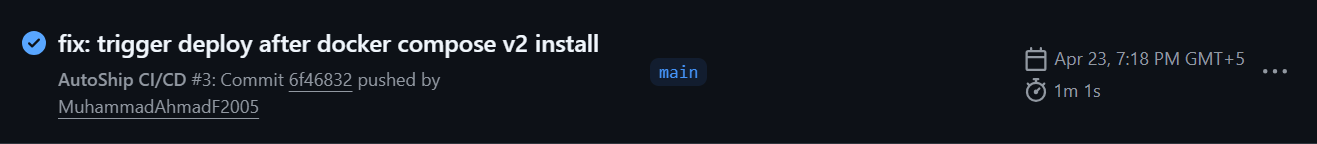 fix: trigger deploy after docker compose v2 install
AutoShip CI/CD #3: Commit 6f46832 pushed by
MuhammadAhmadF2005
main
Apr 23, 7:18 PM GMT+5
1m 1s